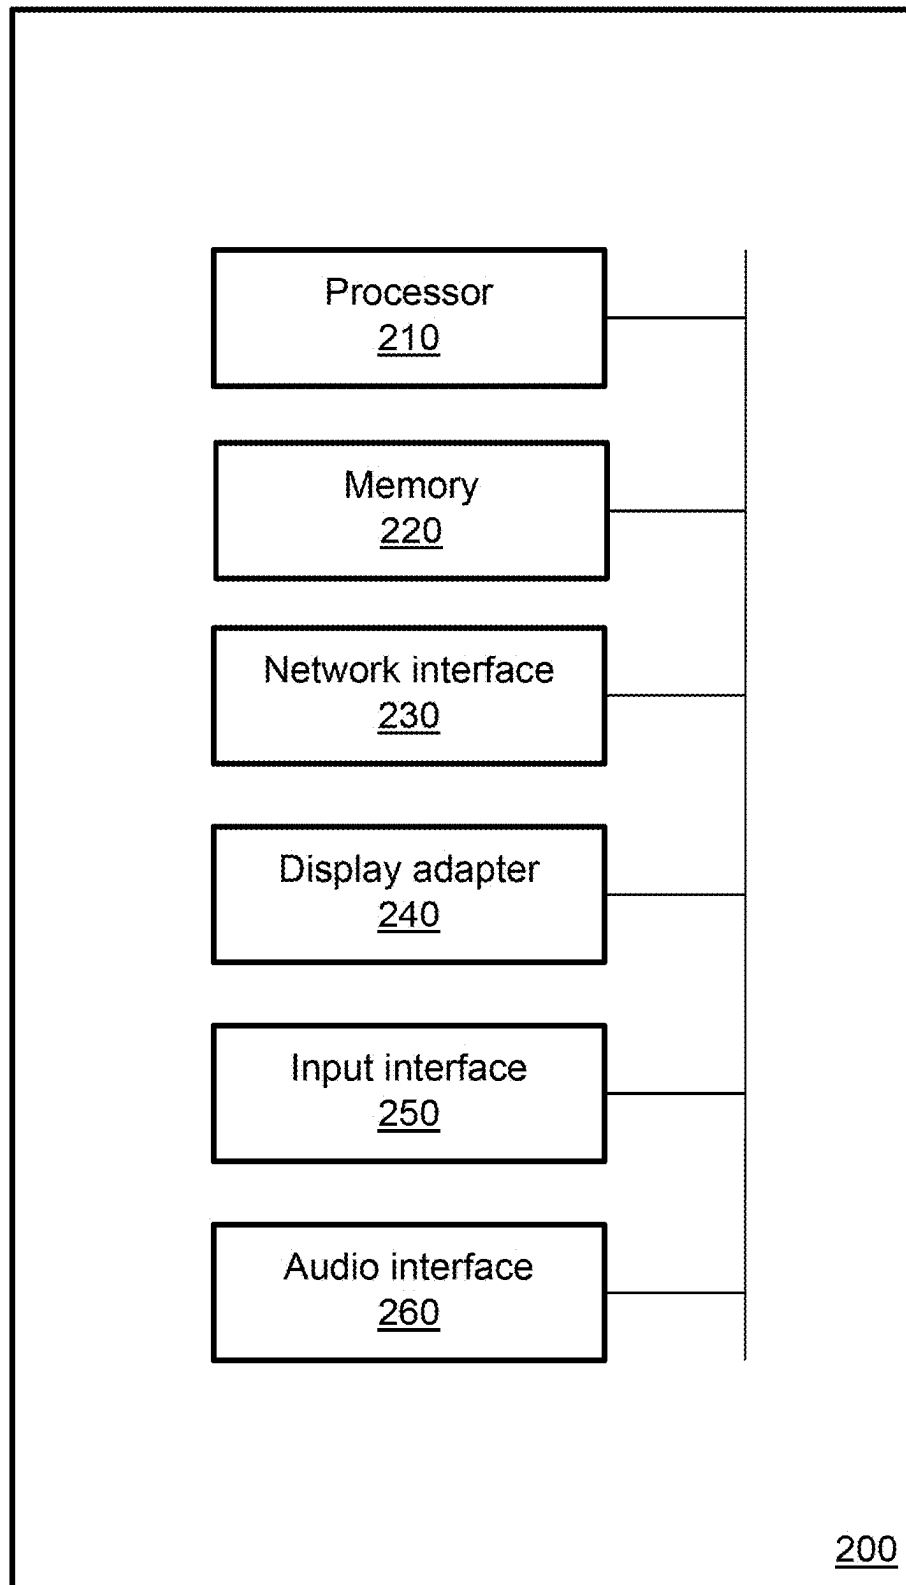 Processor
210
Memory
220
Network interface
230
Display adapter
240
Input interface
250
Audio interface
260
200